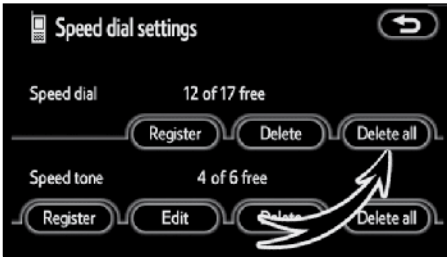 Speed dial settings
Speed dial 12 of 17 free
Register Delete Delete all
Speed tone 4 of 6 free
Register Edit Delete Delete all